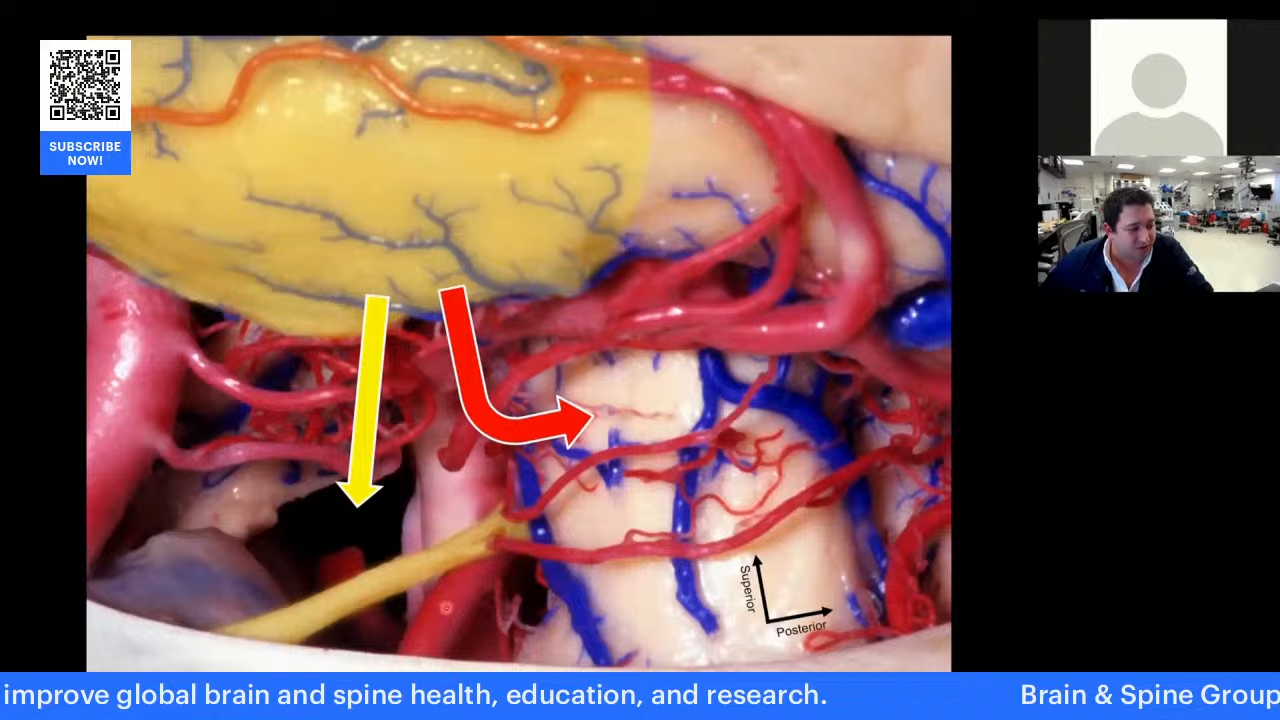 SUBSCRIBE
NOW!
Superior
Posterior
improve global brain and spine health, education, and research.
Brain & Spine Group